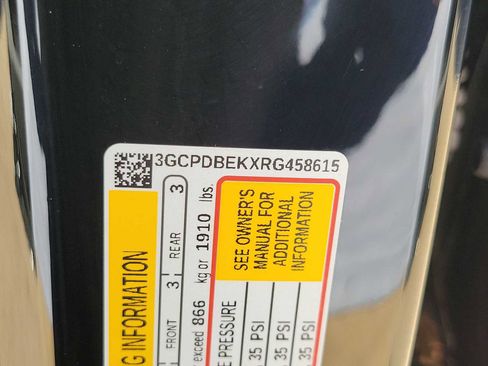 3GCPDBEKXRG458615
G INFORMATION
FRONT 3 REAR 3
exceed 866 kg or 1910 lbs.
E PRESSURE
SEE OWNER'S
MANUAL FOR
ADDITIONAL
INFORMATION
35 PSI
35 PSI
35 PSI